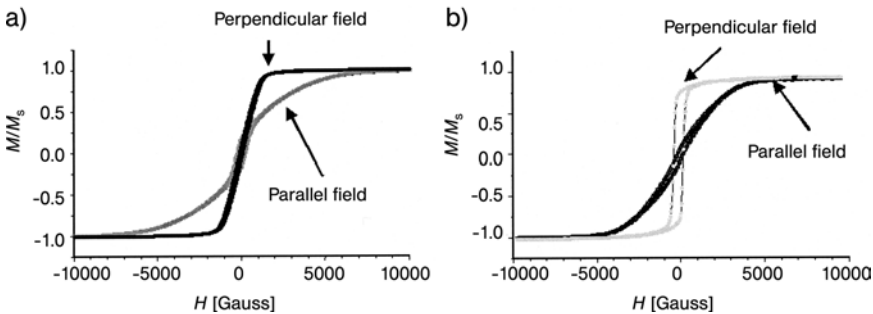 a)
Perpendicular field
Parallel field
M/Ms
1.0
0.5
0.0
-0.5
-1.0
-10000 -5000 0 5000 10000
H [Gauss]
b)
Perpendicular field
Parallel field
M/Ms
1.0
0.5
0.0
-0.5
-1.0
-10000 -5000 0 5000 10000
H [Gauss]